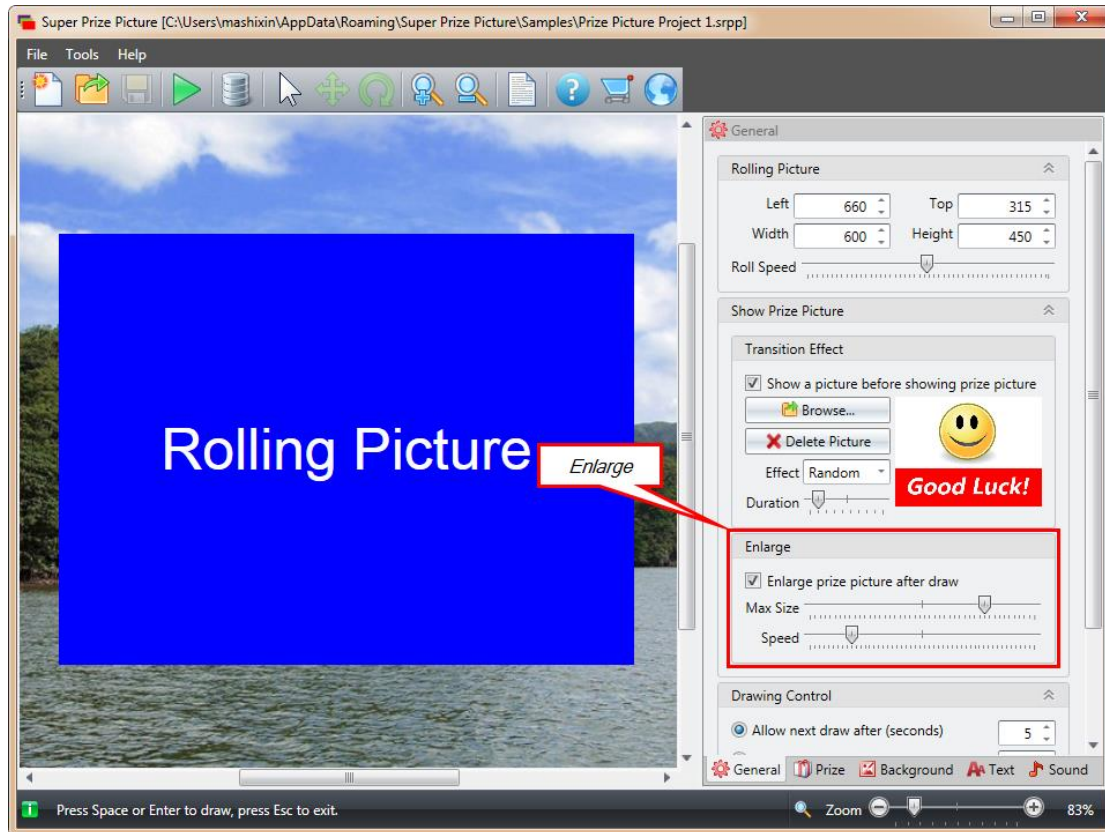 Super Prize Picture [C:\Users\mashixin\AppData\Roaming\Super Prize Picture\Samples\Prize Picture Project 1.srpp]
File Tools Help
General
Rolling Picture
Left 660 Top 315
Width 600 Height 450
Roll Speed
Show Prize Picture
Transition Effect
Show a picture before showing prize picture
Browse...
Delete Picture
Effect Random
Good Luck!
Duration
Rolling Picture
Enlarge
Enlarge
Enlarge prize picture after draw
Max Size
Speed
Drawing Control
Allow next draw after (seconds) 5
General Prize Background Text Sound
Press Space or Enter to draw, press Esc to exit.
Zoom 83%